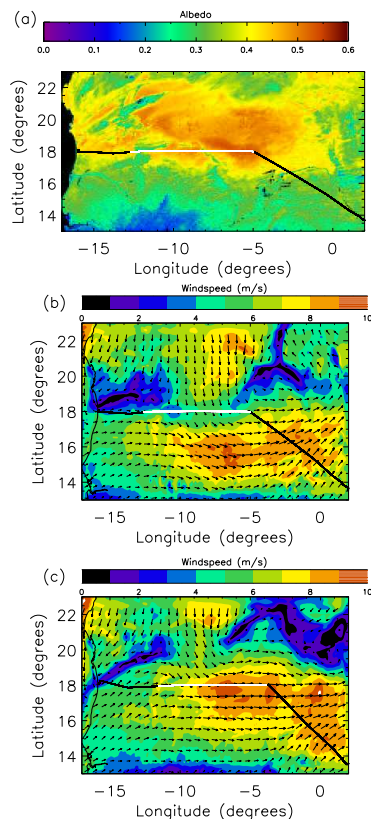 (a)
Albedo
0.0 0.1 0.2 0.3 0.4 0.5 0.6
22
20
18
16
14
Latitude (degrees)
-15 -10 -5 0
Longitude (degrees)
(b)
Windspeed (m/s)
0 2 4 6 8 10
22
20
18
16
14
Latitude (degrees)
-15 -10 -5 0
Longitude (degrees)
(c)
Windspeed (m/s)
0 2 4 6 8 10
22
20
18
16
14
Latitude (degrees)
-15 -10 -5 0
Longitude (degrees)